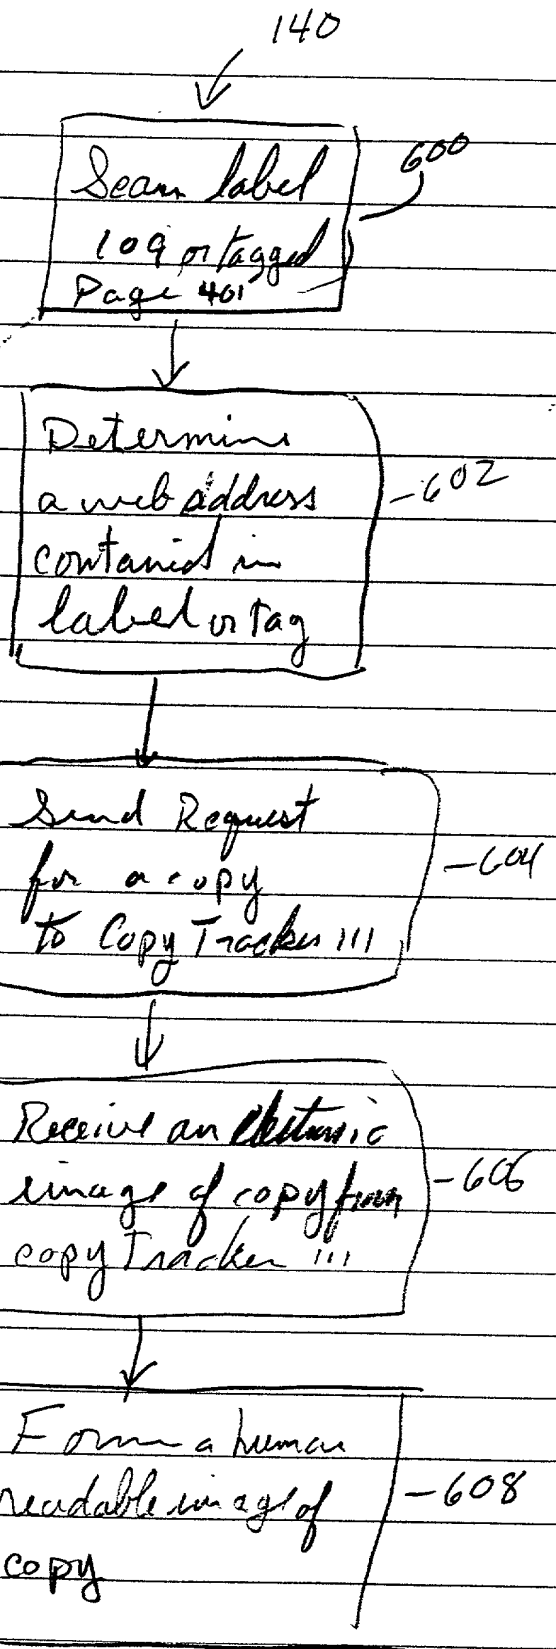 140
Scan label
109 or tagged
Page 401
600
Determine
a web address
contained in
label or tag
-602
Send Request
for a copy
to Copy Tracker 111
-604
Receive an electronic
image of copy from
copy Tracker 111
-606
Form a human
readable image of
copy
-608